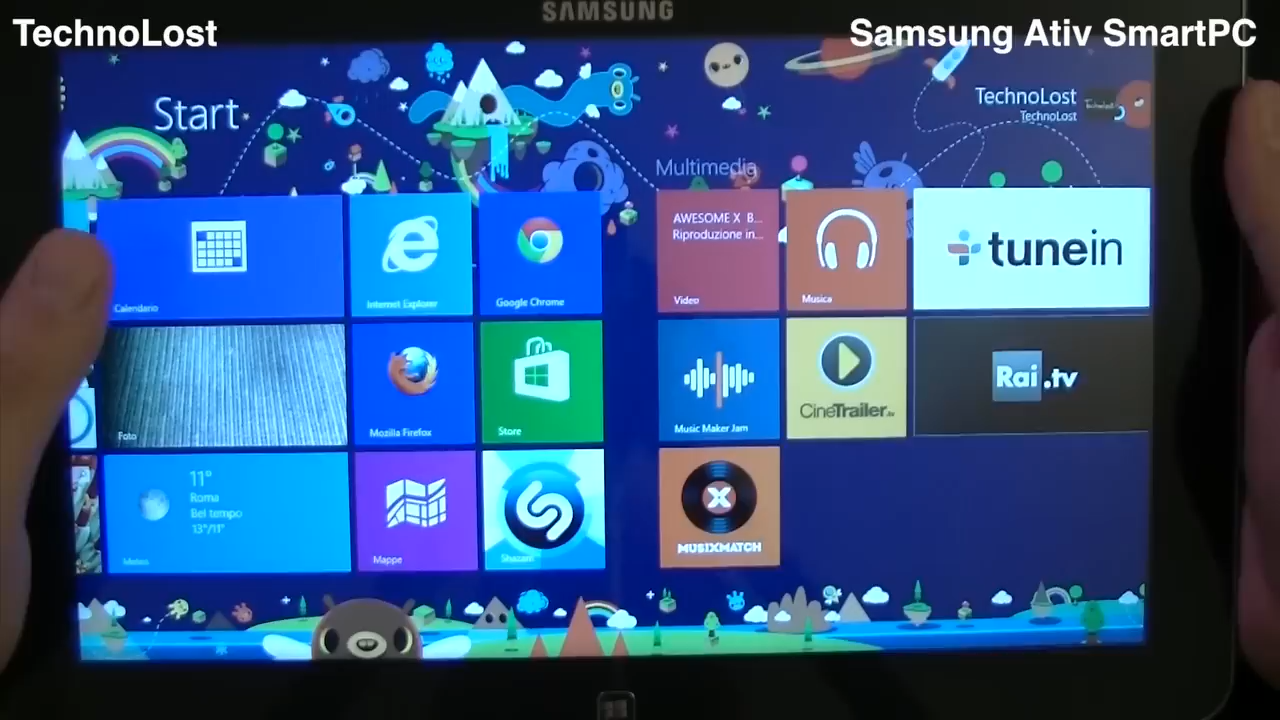 TechnoLost
Samsung Ativ SmartPC
SAMSUNG
Start
TechnoLost
TechnoLost
Multimedia
Calendario
Internet Explorer
Google Chrome
AWESOME X B...
Riproduzione in...
Video
Musica
tunein
Foto
Mozilla Firefox
Store
Music Maker Jam
CineTrailer
Rai.tv
11°
Roma
Bel tempo
13°/11°
Meteo
Mappe
Shazam
MUSIXMATCH